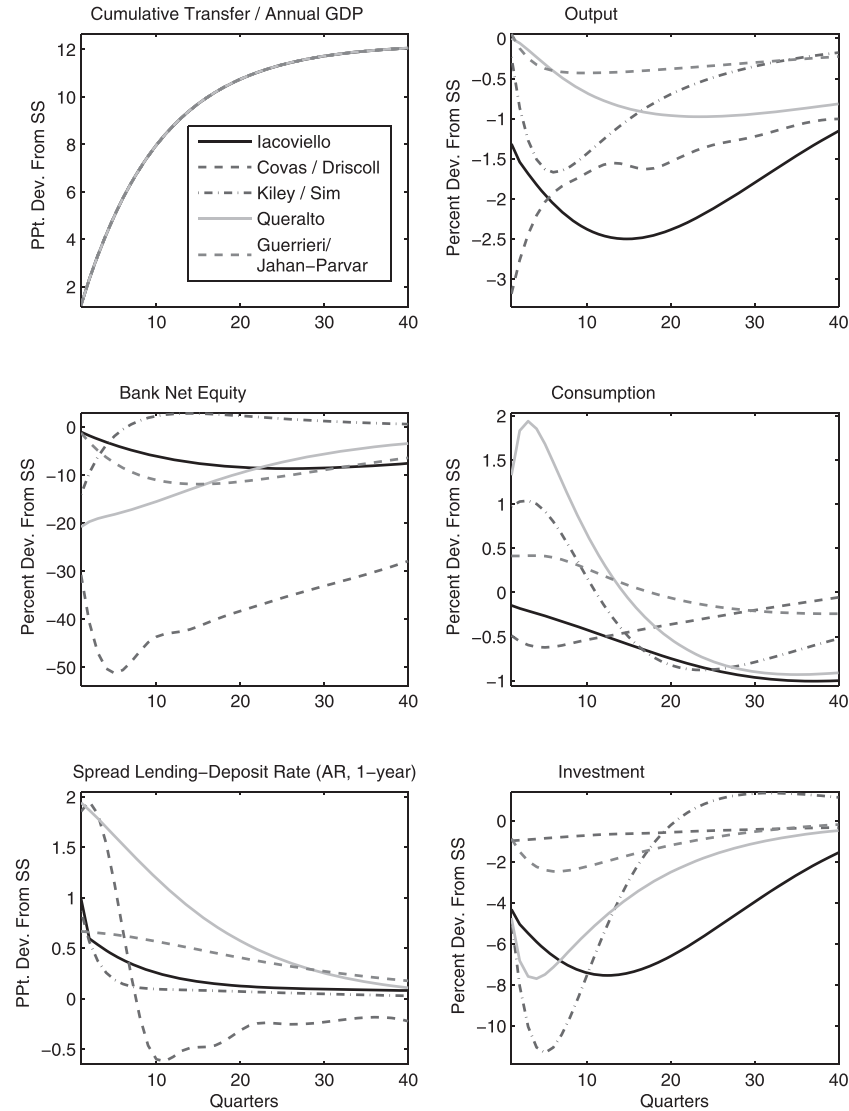 Cumulative Transfer / Annual GDP
PPt. Dev. From SS
12
10
8
6
4
2
10 20 30 40
Iacoviello
Covas / Driscoll
Kiley / Sim
Queralto
Guerrieri/
Jahan−Parvar
Output
Percent Dev. From SS
0
−0.5
−1
−1.5
−2
−2.5
−3
10 20 30 40
Bank Net Equity
Percent Dev. From SS
0
−10
−20
−30
−40
−50
10 20 30 40
Consumption
Percent Dev. From SS
2
1.5
1
0.5
0
−0.5
−1
10 20 30 40
Spread Lending−Deposit Rate (AR, 1−year)
PPt. Dev. From SS
2
1.5
1
0.5
0
−0.5
10 20 30 40
Quarters
Investment
Percent Dev. From SS
0
−2
−4
−6
−8
−10
10 20 30 40
Quarters